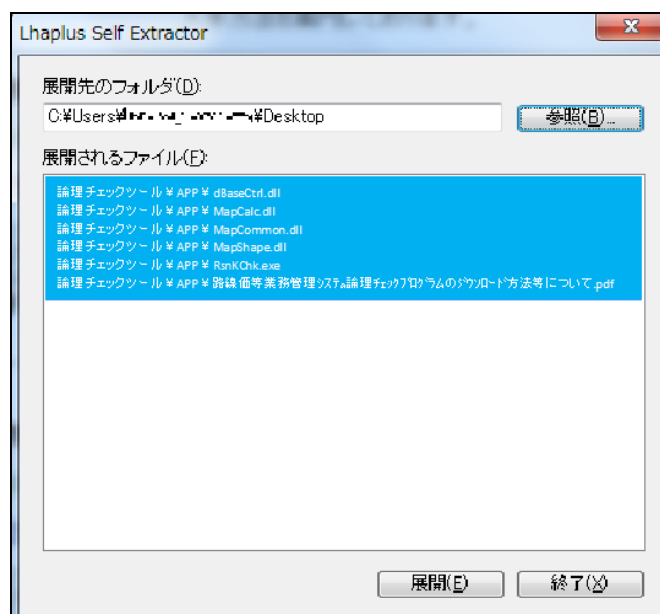 Lhaplus Self Extractor
展開先のフォルダ(D):
C:¥Users¥ ¥Desktop
参照(B)...
展開されるファイル(F):
論理チェックツール¥APP¥dBaseCtrl.dll
論理チェックツール¥APP¥MapCalc.dll
論理チェックツール¥APP¥MapCommon.dll
論理チェックツール¥APP¥MapShape.dll
論理チェックツール¥APP¥RsnKChk.exe
論理チェックツール¥APP¥路線価等業務管理ｼｽﾃﾑ論理ﾁｪｯｸﾌﾟﾛｸﾞﾗﾑのﾀﾞｳﾝﾛｰﾄﾞ方法等について.pdf
展開(E)
終了(X)